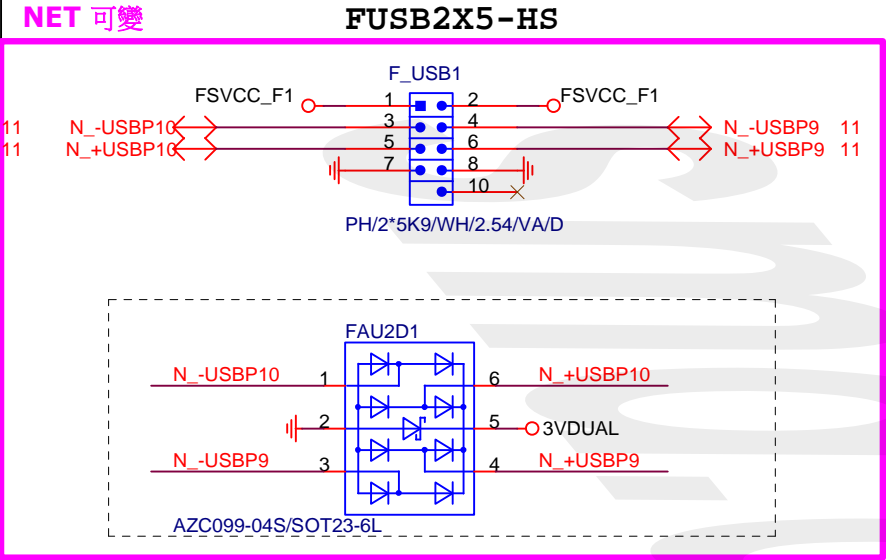 NET 可變 FUSB2X5-HS
F_USB1
FSVCC_F1 1 2 FSVCC_F1
11 N_-USBP10 3 4 N_-USBP9 11
11 N_+USBP10 5 6 N_+USBP9 11
7 8
10
PH/2*5K9/WH/2.54/VA/D
FAU2D1
N_-USBP10 1 6 N_+USBP10
2 5 3VDUAL
N_-USBP9 3 4 N_+USBP9
AZC099-04S/SOT23-6L